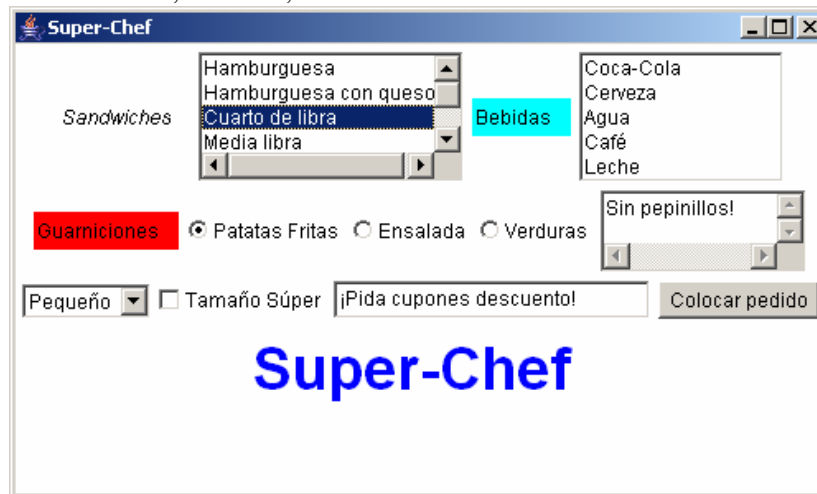 Super-Chef
Sandwiches
Hamburguesa
Hamburguesa con queso
Cuarto de libra
Media libra
Bebidas
Coca-Cola
Cerveza
Agua
Café
Leche
Guarniciones
Patatas Fritas
Ensalada
Verduras
Sin pepinillos!
Pequeño
Tamaño Súper
¡Pida cupones descuento!
Colocar pedido
Super-Chef